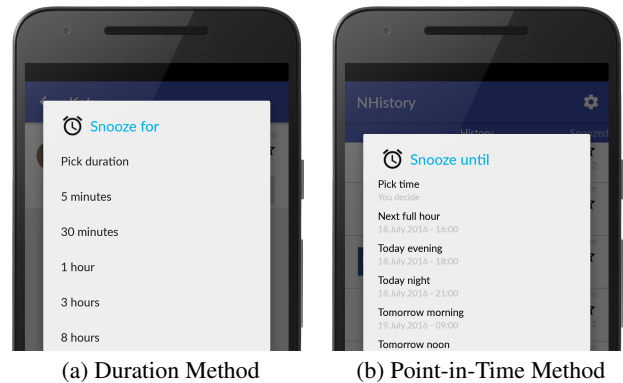 Snooze for
Pick duration
5 minutes
30 minutes
1 hour
3 hours
8 hours
(a) Duration Method
NHistory
History Snoozed
Snooze until
Pick time
You decide
Next full hour
18.July.2016 - 16:00
Today evening
18.July.2016 - 18:00
Today night
18.July.2016 - 21:00
Tomorrow morning
19.July.2016 - 09:00
Tomorrow noon
(b) Point-in-Time Method